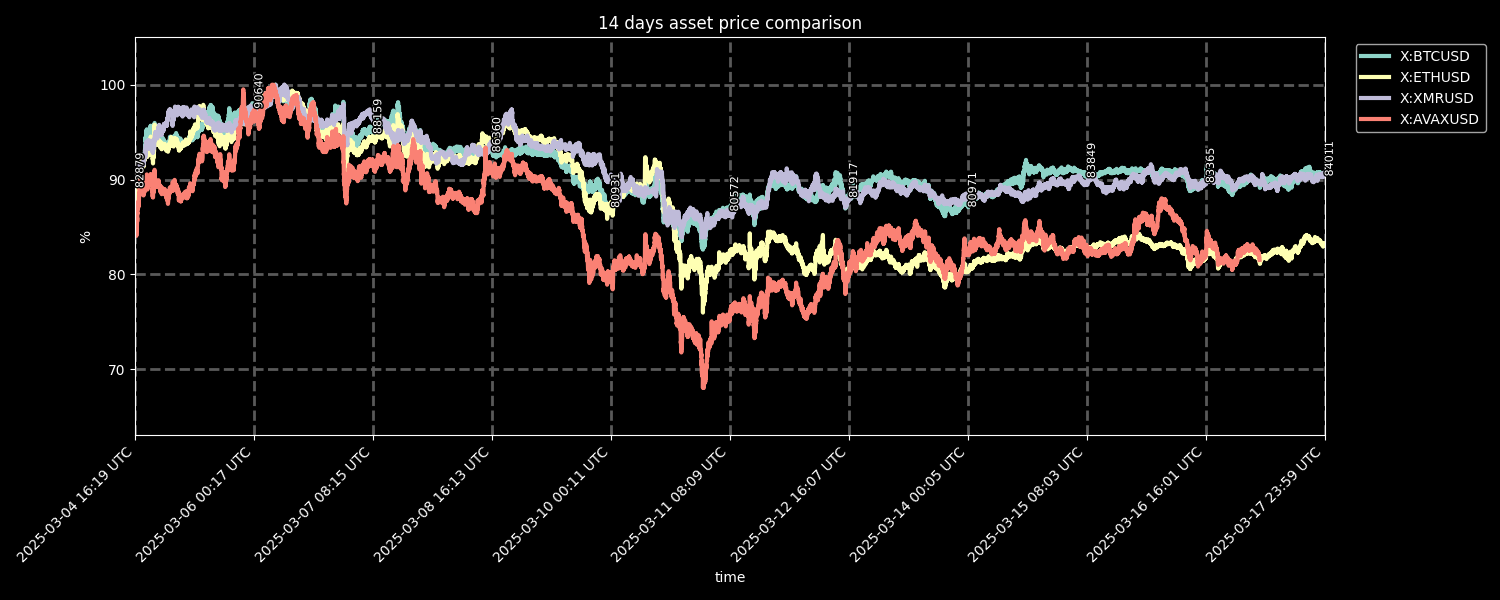 14 days asset price comparison
X:BTCUSD
X:ETHUSD
X:XMRUSD
X:AVAXUSD
%
100
90
80
70
82879
90640
88159
86360
80931
80572
81917
80971
83849
83365
84011
2025-03-04 16:19 UTC
2025-03-06 00:17 UTC
2025-03-07 08:15 UTC
2025-03-08 16:13 UTC
2025-03-10 00:11 UTC
2025-03-11 08:09 UTC
2025-03-12 16:07 UTC
2025-03-14 00:05 UTC
2025-03-15 08:03 UTC
2025-03-16 16:01 UTC
2025-03-17 23:59 UTC
time